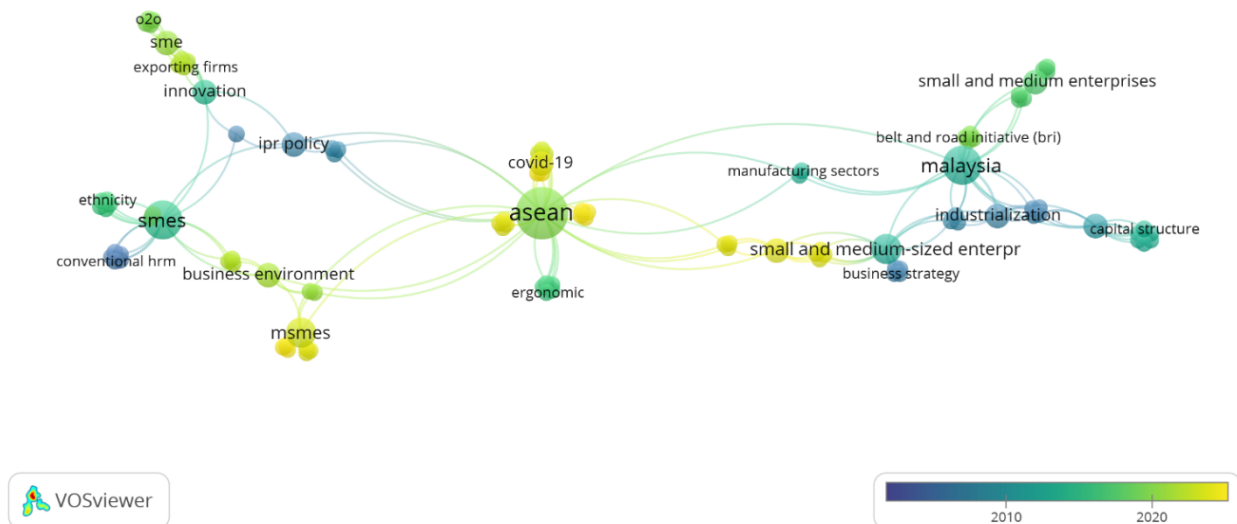 o2o
sme
exporting firms
innovation
ipr policy
ethnicity
smes
conventional hrm
business environment
msmes
covid-19
asean
ergonomic
small and medium enterprises
belt and road initiative (bri)
malaysia
manufacturing sectors
industrialization
capital structure
small and medium-sized enterpr
business strategy
VOSviewer
2010
2020